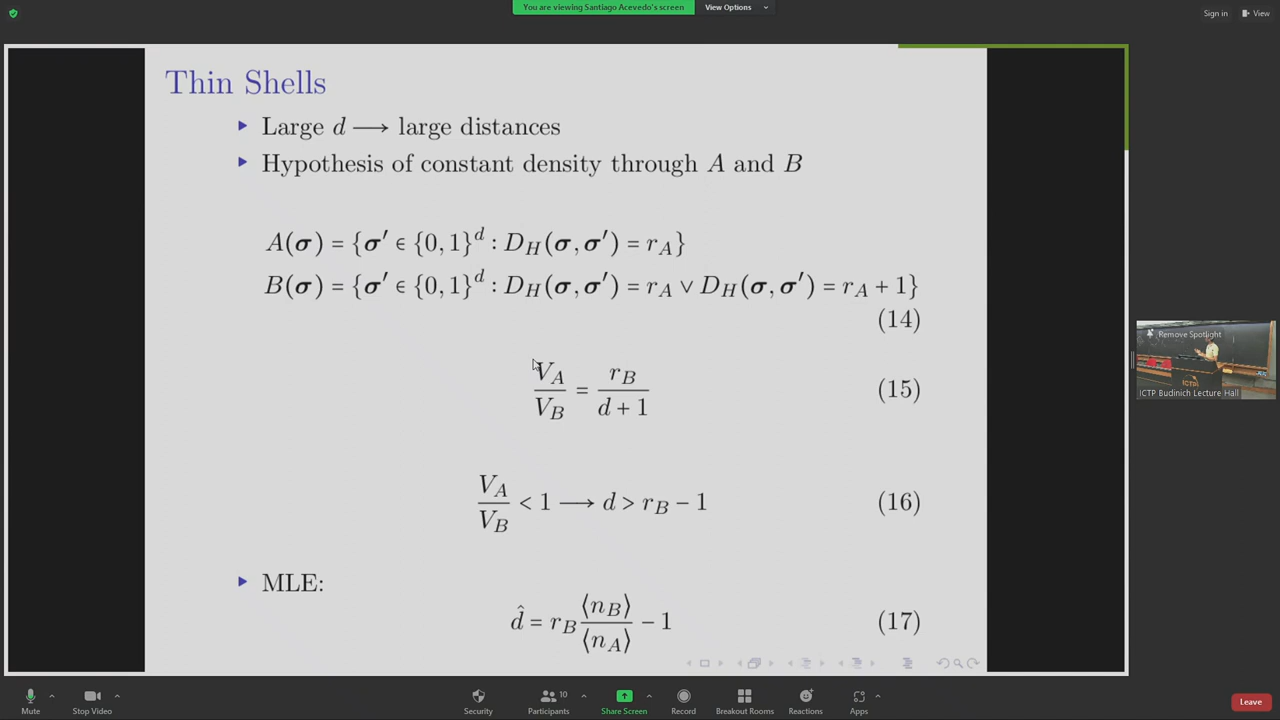 You are viewing Santiago Acevedo's screen View Options
Sign in View
Thin Shells
Large d ⟶ large distances
Hypothesis of constant density through A and B
A(σ) = {σ′ ∈ {0, 1}^d : D_H(σ, σ′) = r_A}
B(σ) = {σ′ ∈ {0, 1}^d : D_H(σ, σ′) = r_A ∨ D_H(σ, σ′) = r_A + 1}
(14)
V_A / V_B = r_B / (d + 1) (15)
V_A / V_B < 1 ⟶ d > r_B − 1 (16)
MLE:
d̂ = r_B ⟨n_B⟩ / ⟨n_A⟩ − 1 (17)
Remove Spotlight
ICTP
ICTP Budinich Lecture Hall
Mute Stop Video Security Participants 10 Share Screen Record Breakout Rooms Reactions Apps Leave